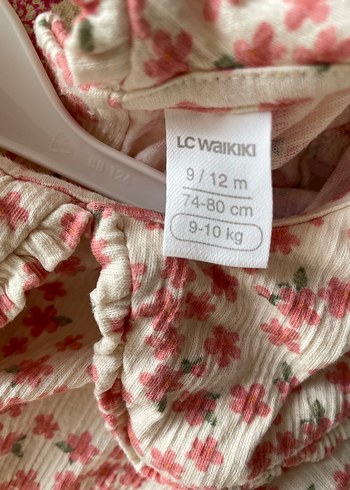 LC WAIKIKI
9 / 12 m
74-80 cm
9-10 kg